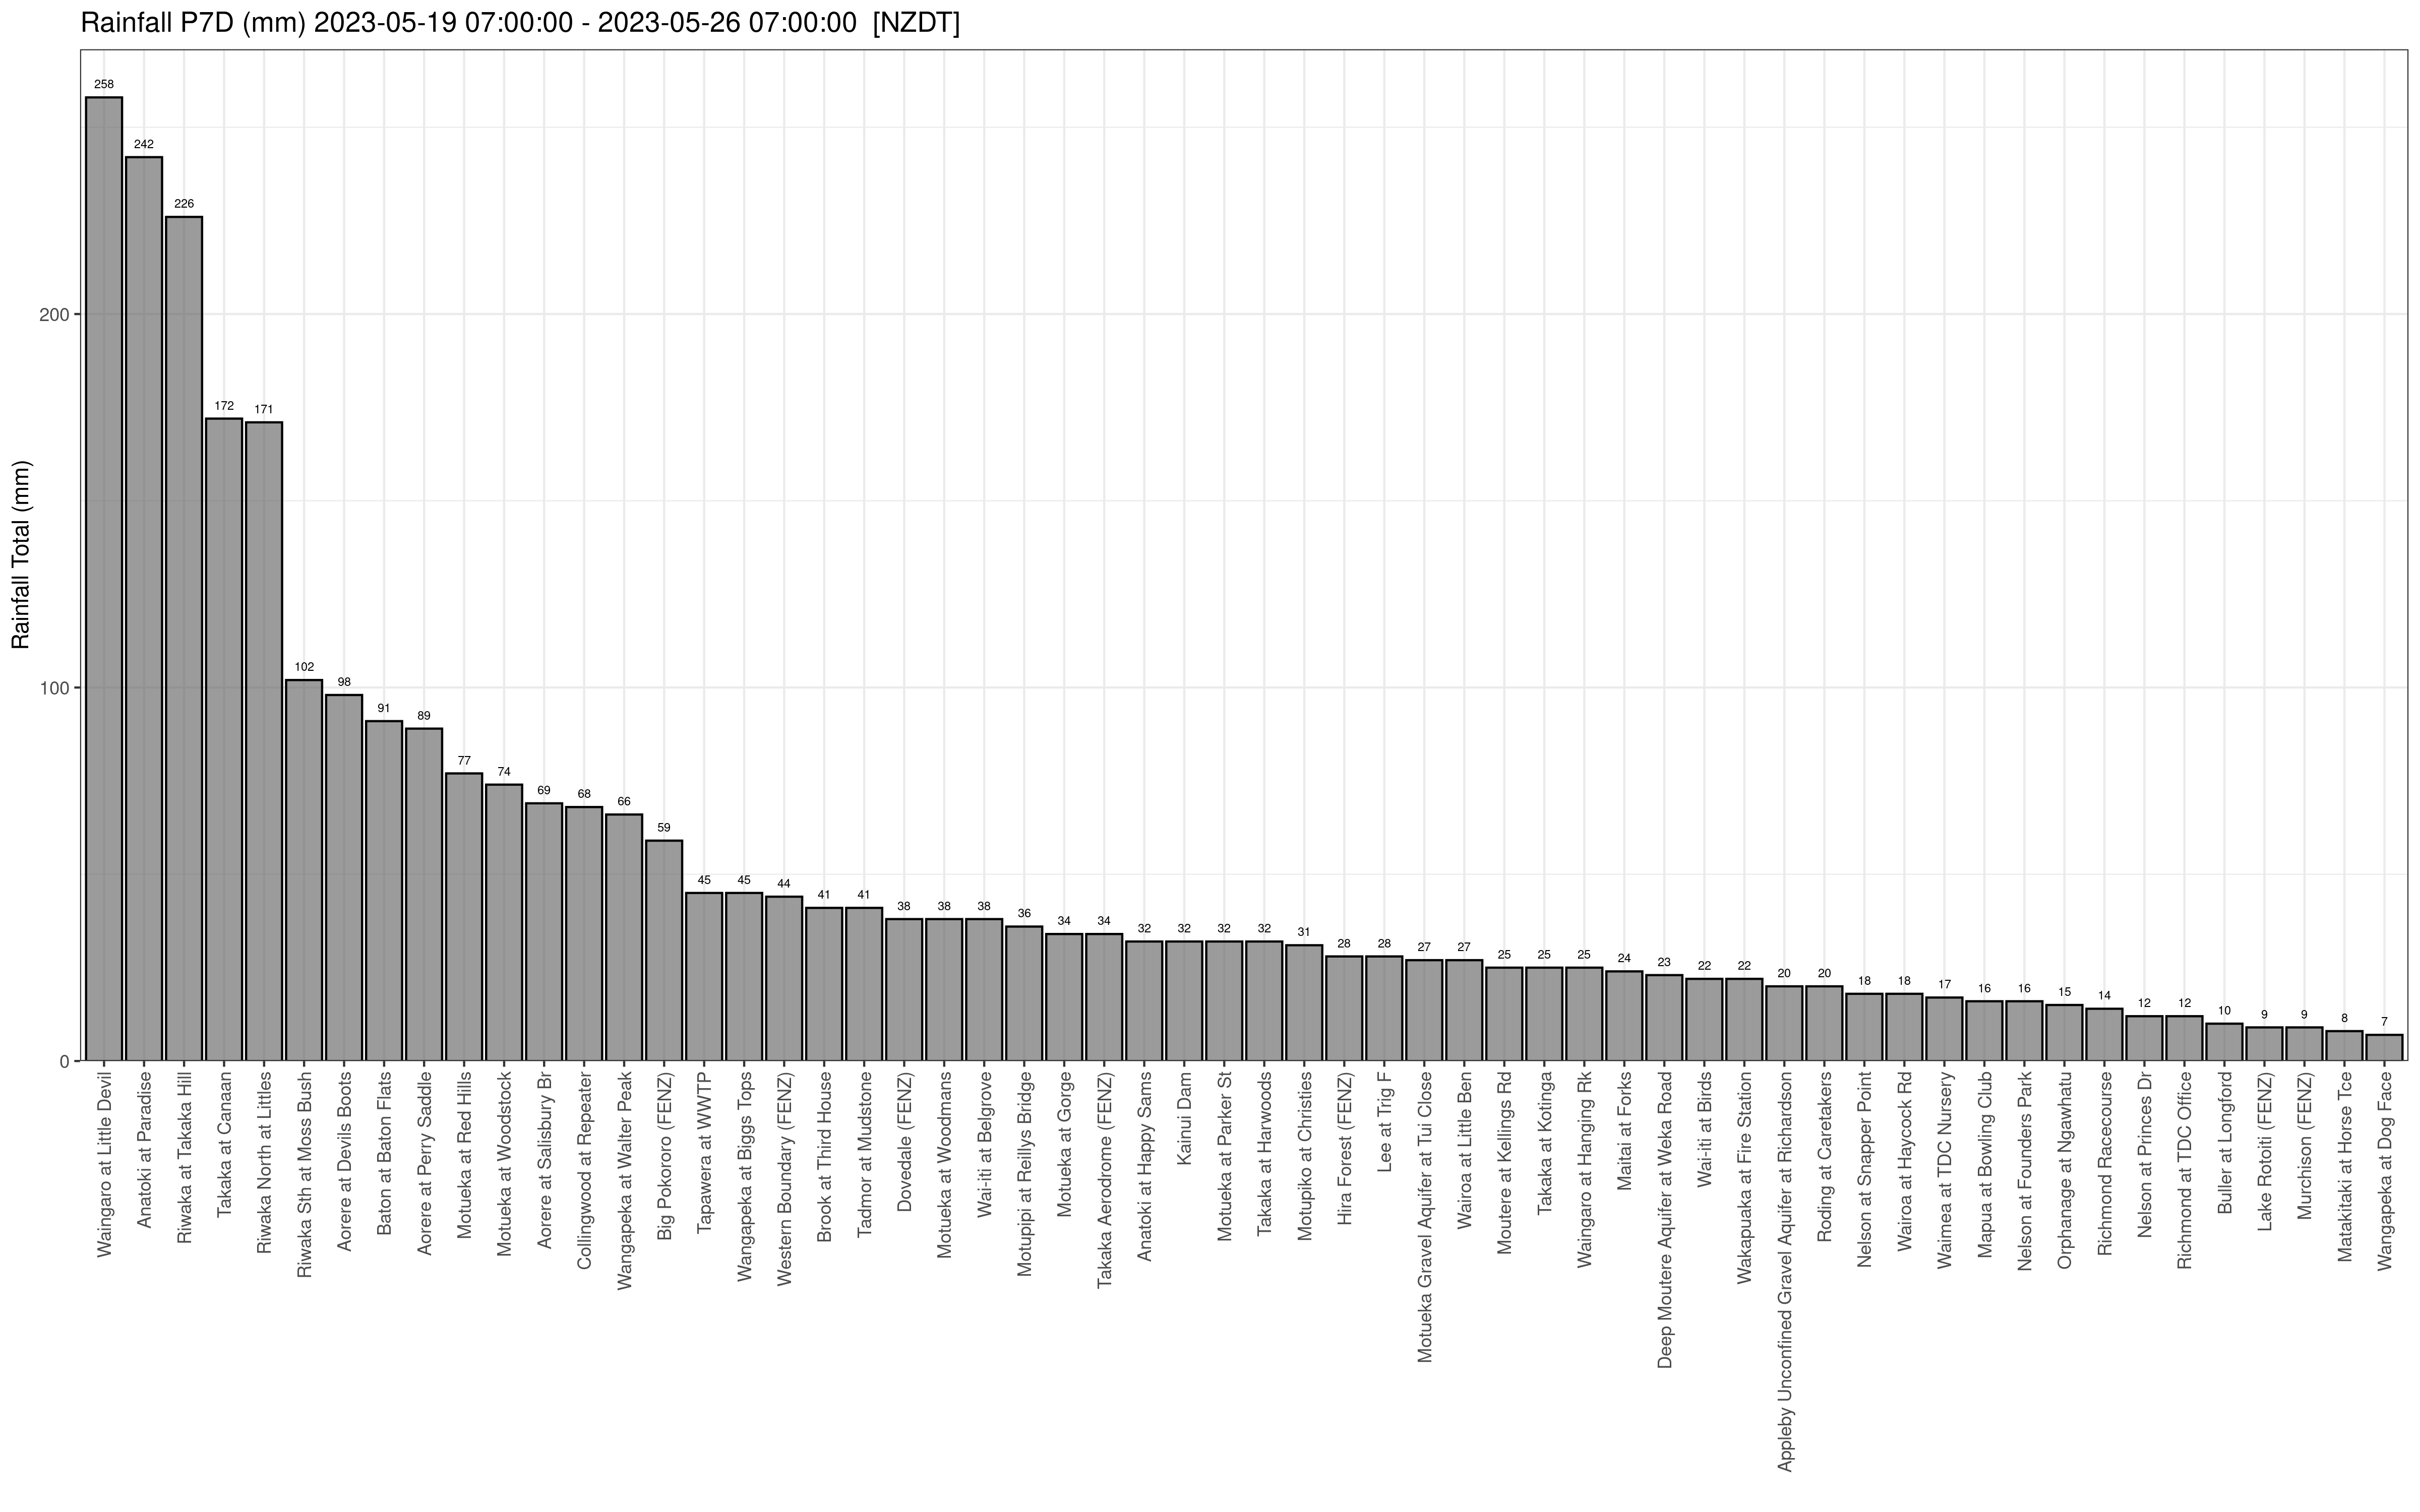 Rainfall P7D (mm) 2023-05-19 07:00:00 - 2023-05-26 07:00:00  [NZDT]
Rainfall Total (mm)
200
100
0
258
242
226
172
171
102
98
91
89
77
74
69
68
66
59
45
45
44
41
41
38
38
38
36
34
34
32
32
32
32
31
28
28
27
27
25
25
25
24
23
22
22
20
20
18
18
17
16
16
15
14
12
12
10
9
9
8
7
Waingaro at Little Devil
Anatoki at Paradise
Riwaka at Takaka Hill
Takaka at Canaan
Riwaka North at Littles
Riwaka Sth at Moss Bush
Aorere at Devils Boots
Baton at Baton Flats
Aorere at Perry Saddle
Motueka at Red Hills
Motueka at Woodstock
Aorere at Salisbury Br
Collingwood at Repeater
Wangapeka at Walter Peak
Big Pokororo (FENZ)
Tapawera at WWTP
Wangapeka at Biggs Tops
Western Boundary (FENZ)
Brook at Third House
Tadmor at Mudstone
Dovedale (FENZ)
Motueka at Woodmans
Wai-iti at Belgrove
Motupipi at Reillys Bridge
Motueka at Gorge
Takaka Aerodrome (FENZ)
Anatoki at Happy Sams
Kainui Dam
Motueka at Parker St
Takaka at Harwoods
Motupiko at Christies
Hira Forest (FENZ)
Lee at Trig F
Motueka Gravel Aquifer at Tui Close
Wairoa at Little Ben
Moutere at Kellings Rd
Takaka at Kotinga
Waingaro at Hanging Rk
Maitai at Forks
Deep Moutere Aquifer at Weka Road
Wai-iti at Birds
Wakapuaka at Fire Station
Appleby Unconfined Gravel Aquifer at Richardson
Roding at Caretakers
Nelson at Snapper Point
Wairoa at Haycock Rd
Waimea at TDC Nursery
Mapua at Bowling Club
Nelson at Founders Park
Orphanage at Ngawhatu
Richmond Racecourse
Nelson at Princes Dr
Richmond at TDC Office
Buller at Longford
Lake Rotoiti (FENZ)
Murchison (FENZ)
Matakitaki at Horse Tce
Wangapeka at Dog Face